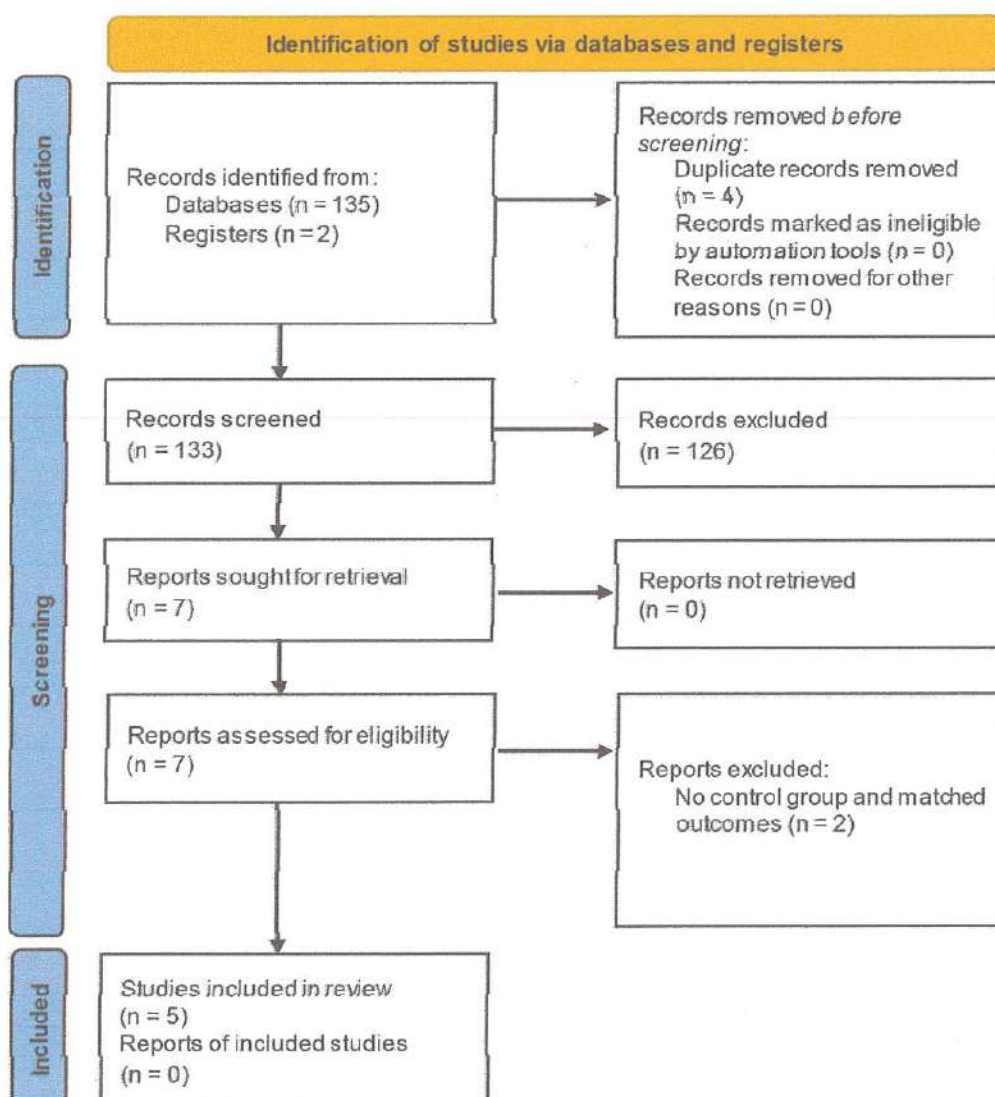 Identification of studies via databases and registers
Identification
Records identified from:
Databases (n = 135)
Registers (n = 2)
Records removed before
screening:
Duplicate records removed
(n = 4)
Records marked as ineligible
by automation tools (n = 0)
Records removed for other
reasons (n = 0)
Screening
Records screened
(n = 133)
Records excluded
(n = 126)
Reports sought for retrieval
(n = 7)
Reports not retrieved
(n = 0)
Reports assessed for eligibility
(n = 7)
Reports excluded:
No control group and matched
outcomes (n = 2)
Included
Studies included in review
(n = 5)
Reports of included studies
(n = 0)